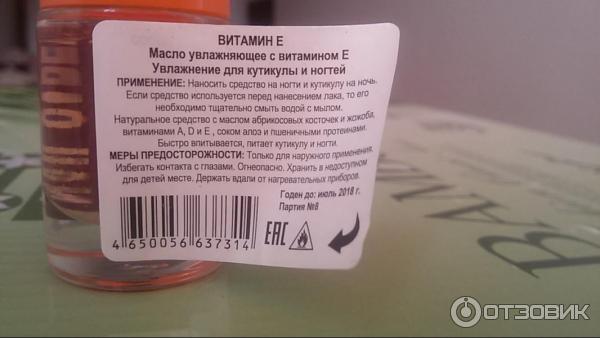 ВИТАМИН Е
Масло увлажняющее с витамином Е
Увлажнение для кутикулы и ногтей
ПРИМЕНЕНИЕ: Наносить средство на ногти и кутикулу на ночь.
Если средство используется перед нанесением лака, то его
необходимо тщательно смыть водой с мылом.
Натуральное средство с маслом абрикосовых косточек и жожоба,
витаминами А, D и Е , соком алоэ и пшеничными протеинами.
Быстро впитывается, питает кутикулу и ногти.
МЕРЫ ПРЕДОСТОРОЖНОСТИ: Только для наружного применения.
Избегать контакта с глазами. Огнеопасно. Хранить в недоступном
для детей месте. Держать вдали от нагревательных приборов.
Годен до: июль 2018 г.
Партия №8
4 650056 637314
ЕАС
ОТЗОВИК